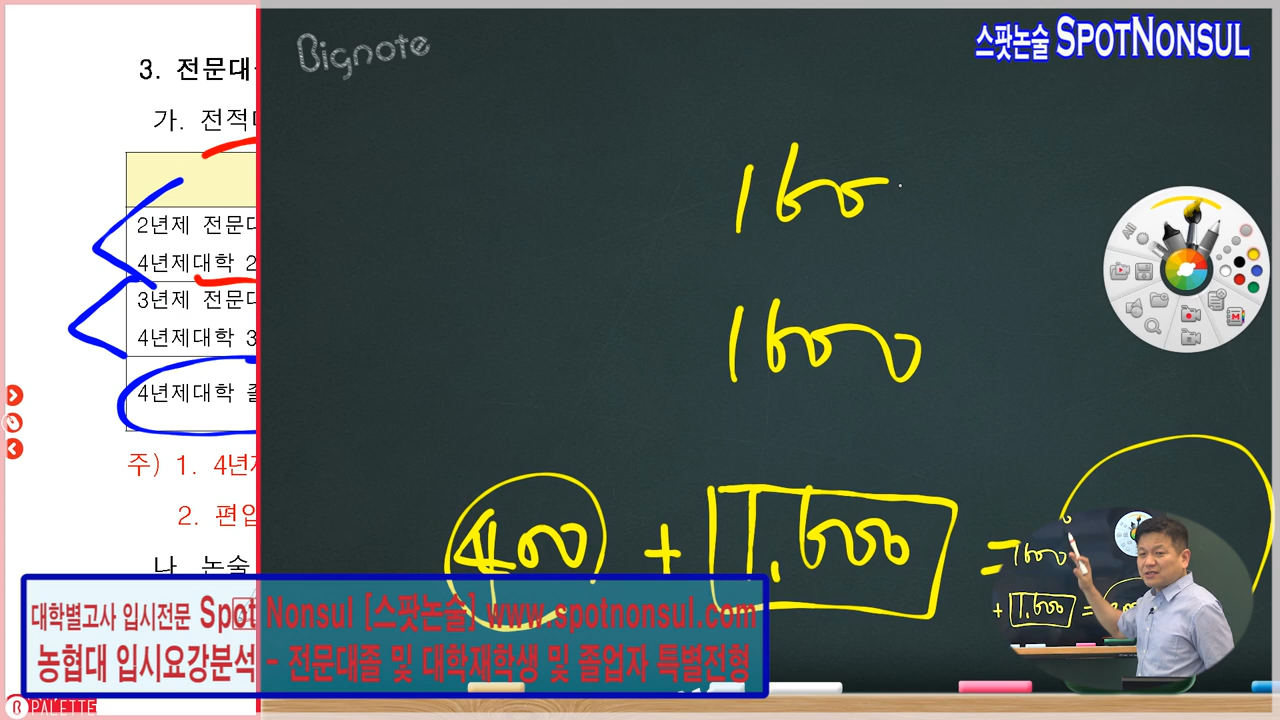 Bignote
스팟논술 SPOTNONSUL
3. 전문대
가. 전적
2년제 전문대
4년제대학 2
3년제 전문대
4년제대학 3
4년제대학 졸
주) 1. 4년제
2. 편입
나. 논술
160
1600
400 + 1,600 =
1600
+ 1,600 =
대학별고사 입시전문 Spot Nonsul [스팟논술] www.spotnonsul.com
농협대 입시요강분석 - 전문대졸 및 대학재학생 및 졸업자 특별전형
PALETTE